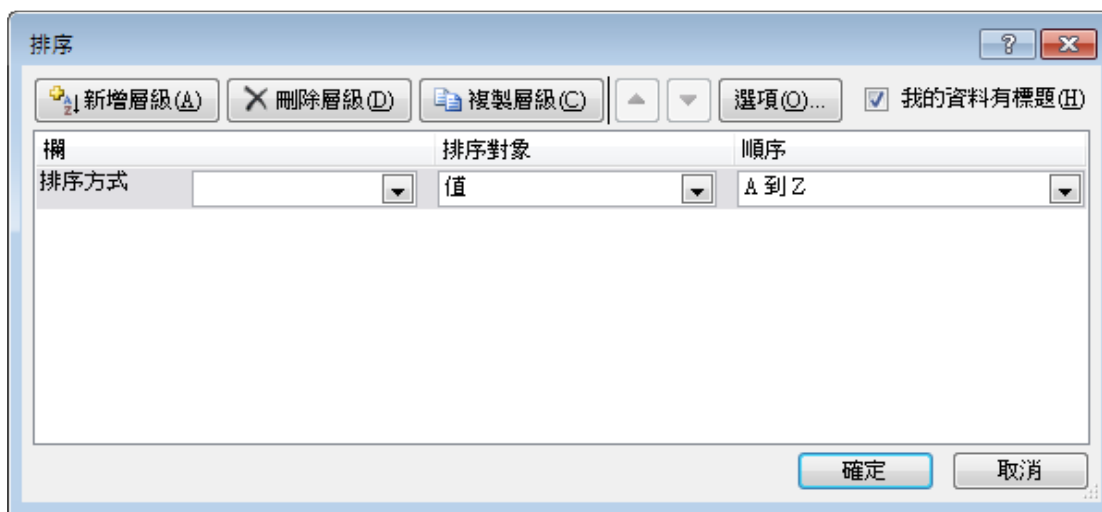 排序
新增層級(A) 刪除層級(D) 複製層級(C) 選項(O)... 我的資料有標題(H)
欄 排序對象 順序
排序方式 值 A 到 Z
確定 取消